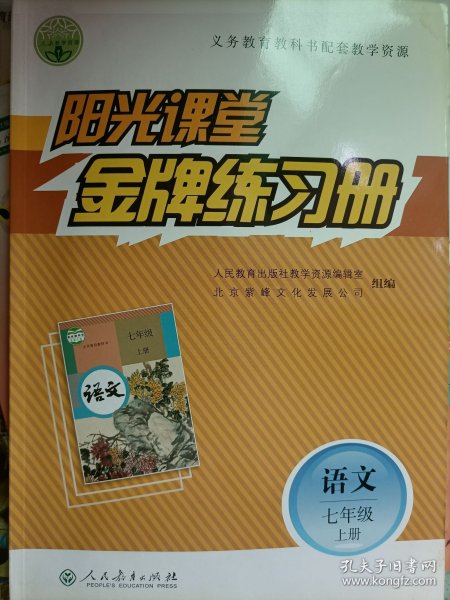 义务教育教科书配套教学资源
阳光课堂
金牌练习册
人民教育出版社教学资源编辑室
北京紫峰文化发展公司
组编
七年级
上册
语文
语文
七年级
上册
人民教育出版社
PEOPLE'S EDUCATION PRESS
孔夫子旧书网
www.kongfz.com